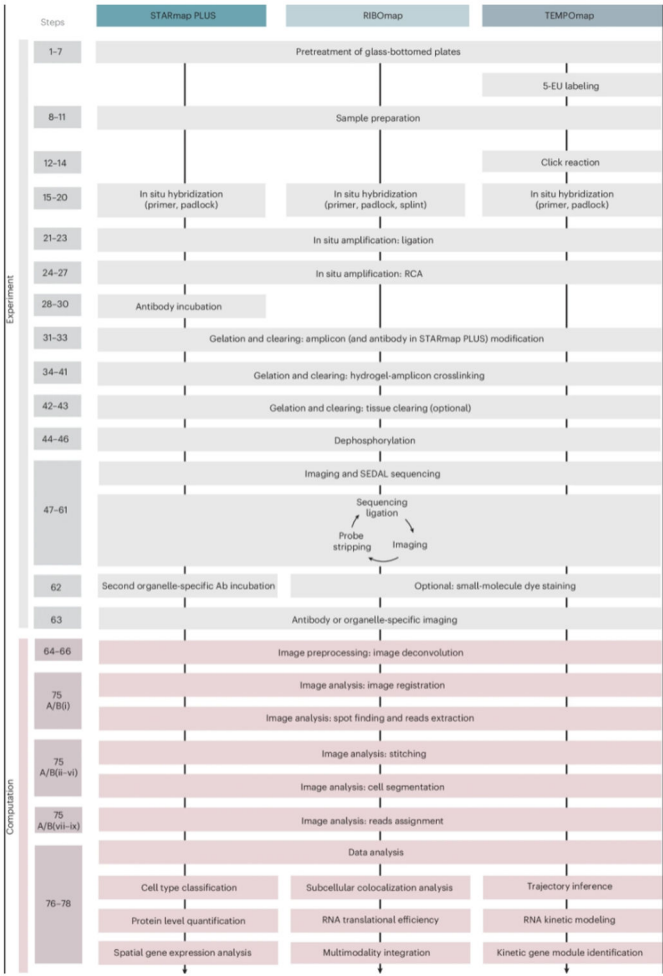 Steps
STARmap PLUS
RIBOmap
TEMPOmap
Experiment
1–7
Pretreatment of glass-bottomed plates
5-EU labeling
8–11
Sample preparation
12–14
Click reaction
15–20
In situ hybridization
(primer, padlock)
In situ hybridization
(primer, padlock, splint)
In situ hybridization
(primer, padlock)
21–23
In situ amplification: ligation
24–27
In situ amplification: RCA
28–30
Antibody incubation
31–33
Gelation and clearing: amplicon (and antibody in STARmap PLUS) modification
34–41
Gelation and clearing: hydrogel-amplicon crosslinking
42–43
Gelation and clearing: tissue clearing (optional)
44–46
Dephosphorylation
47–61
Imaging and SEDAL sequencing
Sequencing
ligation
Probe
stripping
Imaging
62
Second organelle-specific Ab incubation
Optional: small-molecule dye staining
63
Antibody or organelle-specific imaging
Computation
64–66
Image preprocessing: image deconvolution
75
A/B(i)
Image analysis: image registration
Image analysis: spot finding and reads extraction
75
A/B(ii–vi)
Image analysis: stitching
Image analysis: cell segmentation
75
A/B(vii–ix)
Image analysis: reads assignment
76–78
Data analysis
Cell type classification
Subcellular colocalization analysis
Trajectory inference
Protein level quantification
RNA translational efficiency
RNA kinetic modeling
Spatial gene expression analysis
Multimodality integration
Kinetic gene module identification